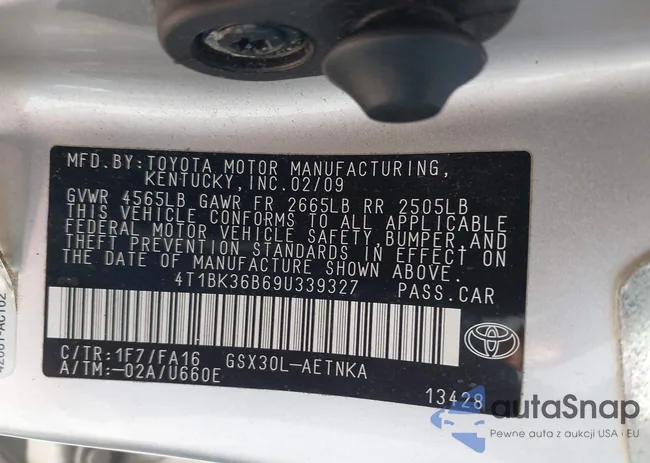 MFD.BY:TOYOTA MOTOR MANUFACTURING,
KENTUCKY,INC.02/09
GVWR 4565LB GAWR FR 2665LB RR 2505LB
THIS VEHICLE CONFORMS TO ALL APPLICABLE
FEDERAL MOTOR VEHICLE SAFETY,BUMPER,AND
THEFT PREVENTION STANDARDS IN EFFECT ON
THE DATE OF MANUFACTURE SHOWN ABOVE.
4T1BK36B69U339327 PASS.CAR
C/TR:1F7/FA16 GSX30L-AETNKA
A/TM:-02A/U660E
13428
autaSnap
Pewne auta z aukcji USA i EU